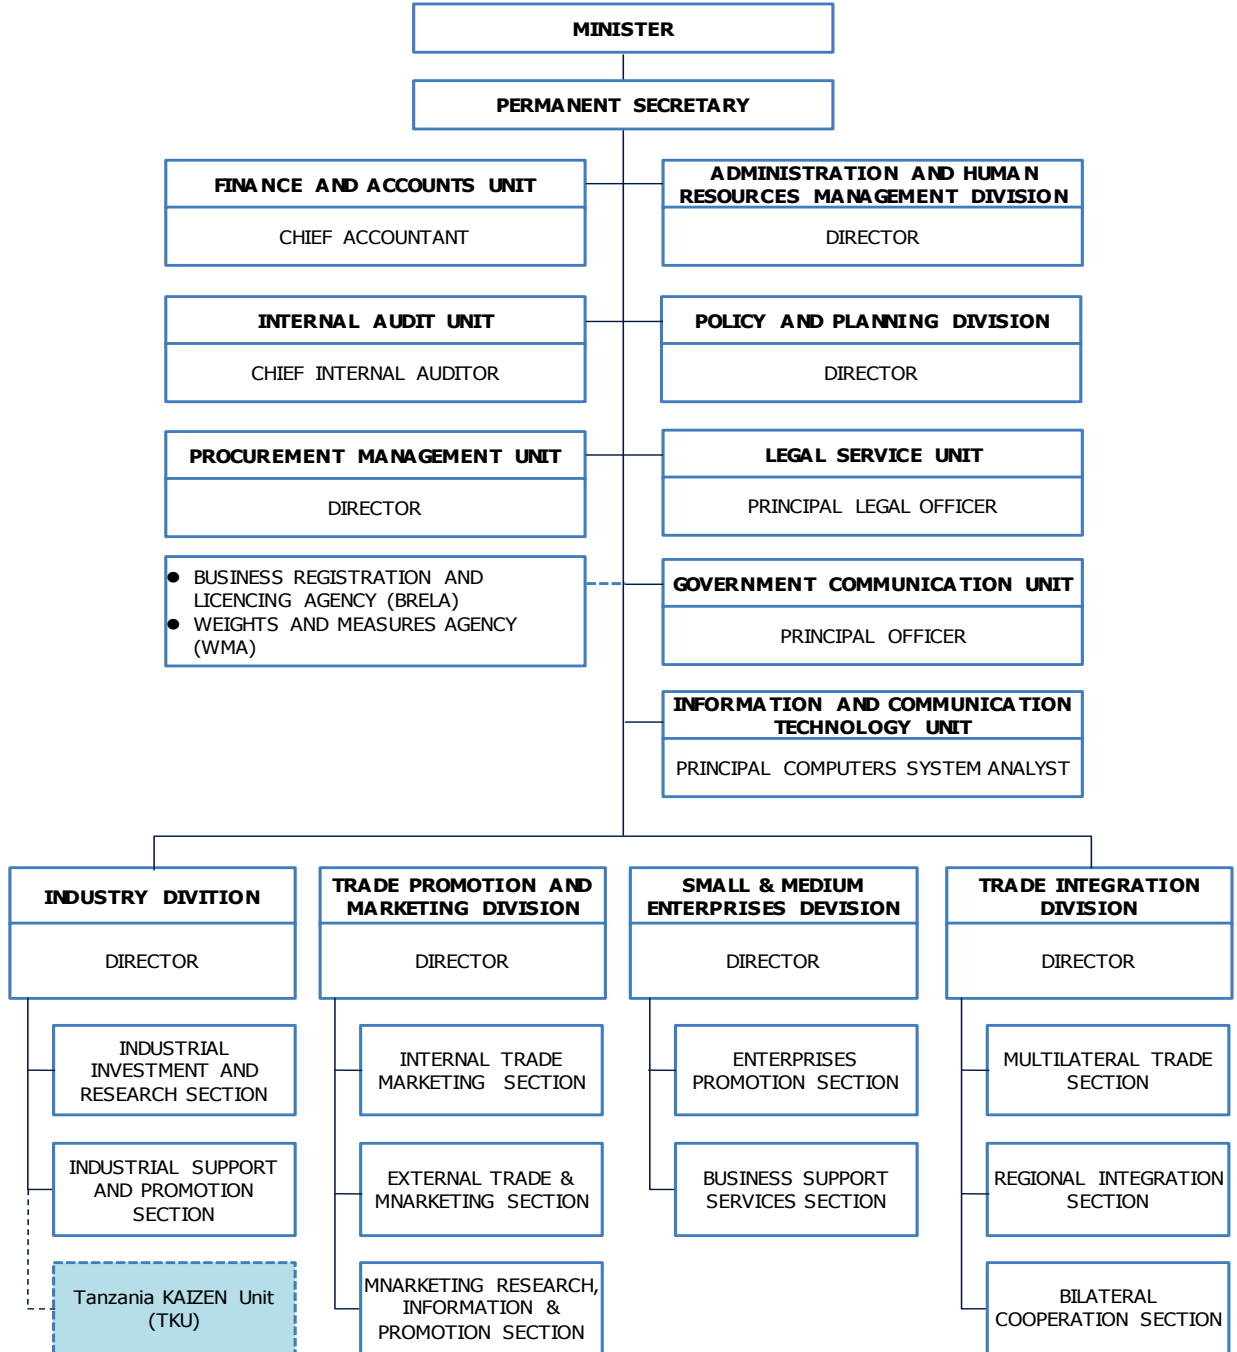 MINISTER
PERMANENT SECRETARY
FINANCE AND ACCOUNTS UNIT
CHIEF ACCOUNTANT
ADMINISTRATION AND HUMAN
RESOURCES MANAGEMENT DIVISION
DIRECTOR
INTERNAL AUDIT UNIT
CHIEF INTERNAL AUDITOR
POLICY AND PLANNING DIVISION
DIRECTOR
PROCUREMENT MANAGEMENT UNIT
DIRECTOR
LEGAL SERVICE UNIT
PRINCIPAL LEGAL OFFICER
● BUSINESS REGISTRATION AND
LICENCING AGENCY (BRELA)
● WEIGHTS AND MEASURES AGENCY
(WMA)
GOVERNMENT COMMUNICATION UNIT
PRINCIPAL OFFICER
INFORMATION AND COMMUNICATION
TECHNOLOGY UNIT
PRINCIPAL COMPUTERS SYSTEM ANALYST
INDUSTRY DIVITION
DIRECTOR
TRADE PROMOTION AND
MARKETING DIVISION
DIRECTOR
SMALL & MEDIUM
ENTERPRISES DEVISION
DIRECTOR
TRADE INTEGRATION
DIVISION
DIRECTOR
INDUSTRIAL
INVESTMENT AND
RESEARCH SECTION
INTERNAL TRADE
MARKETING SECTION
ENTERPRISES
PROMOTION SECTION
MULTILATERAL TRADE
SECTION
INDUSTRIAL SUPPORT
AND PROMOTION
SECTION
EXTERNAL TRADE &
MNARKETING SECTION
BUSINESS SUPPORT
SERVICES SECTION
REGIONAL INTEGRATION
SECTION
Tanzania KAIZEN Unit
(TKU)
MNARKETING RESEARCH,
INFORMATION &
PROMOTION SECTION
BILATERAL
COOPERATION SECTION